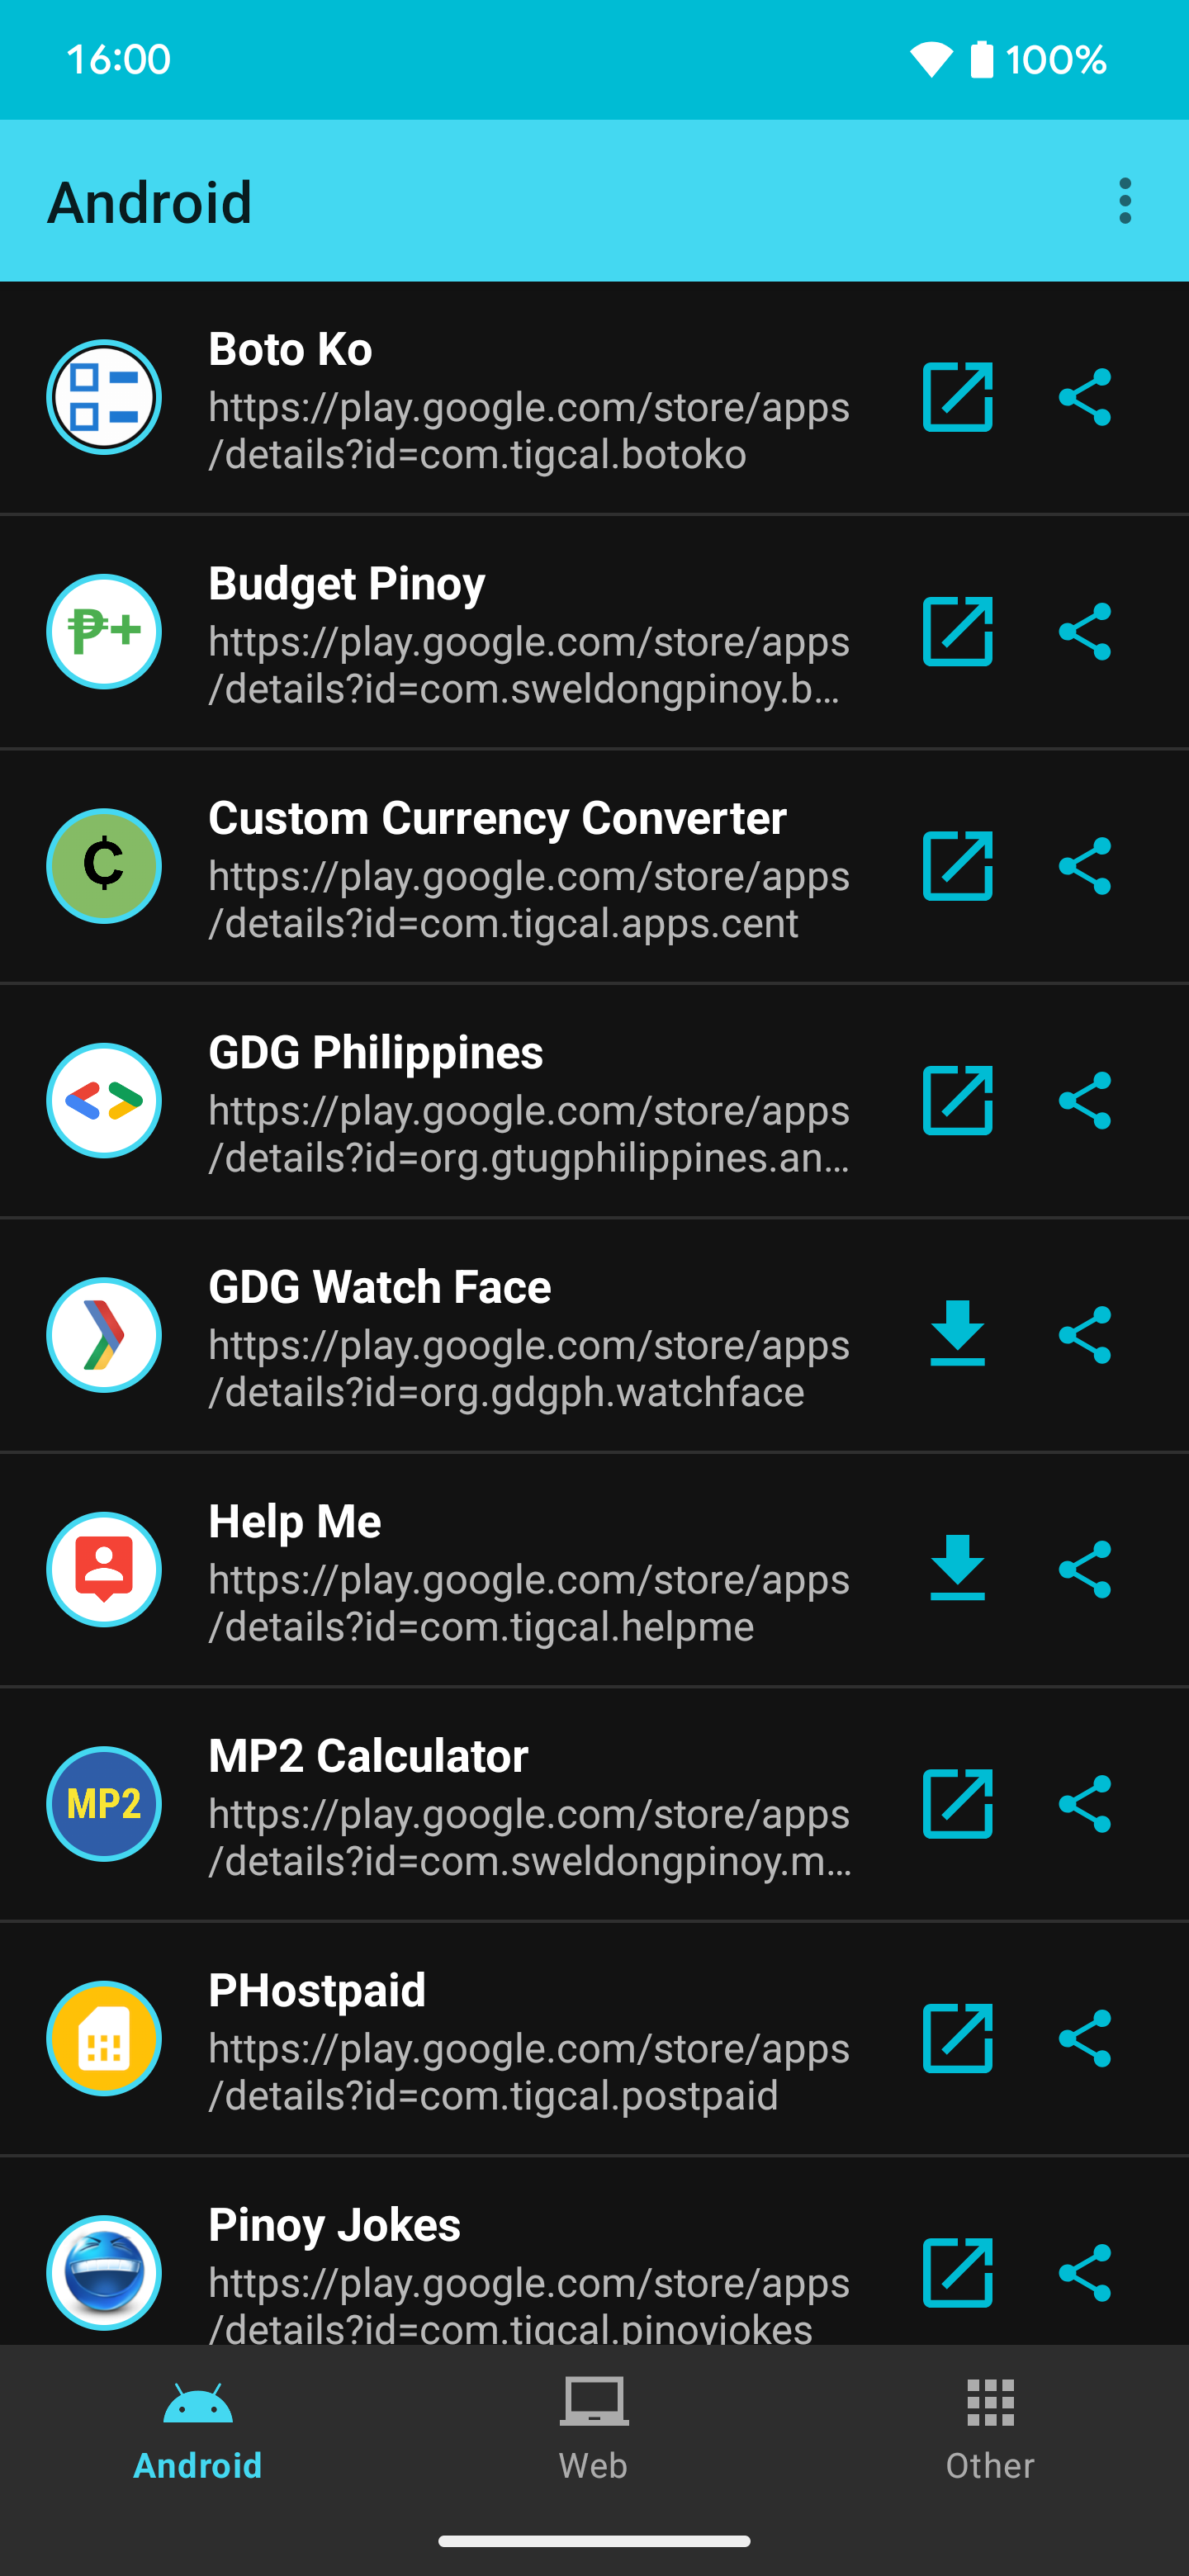 16:00 100%
Android
Boto Ko
https://play.google.com/store/apps
/details?id=com.tigcal.botoko
₱+
Budget Pinoy
https://play.google.com/store/apps
/details?id=com.sweldongpinoy.b…
¢
Custom Currency Converter
https://play.google.com/store/apps
/details?id=com.tigcal.apps.cent
GDG Philippines
https://play.google.com/store/apps
/details?id=org.gtugphilippines.an…
GDG Watch Face
https://play.google.com/store/apps
/details?id=org.gdgph.watchface
Help Me
https://play.google.com/store/apps
/details?id=com.tigcal.helpme
MP2
MP2 Calculator
https://play.google.com/store/apps
/details?id=com.sweldongpinoy.m…
PHostpaid
https://play.google.com/store/apps
/details?id=com.tigcal.postpaid
Pinoy Jokes
https://play.google.com/store/apps
/details?id=com.tigcal.pinoyjokes
Android Web Other